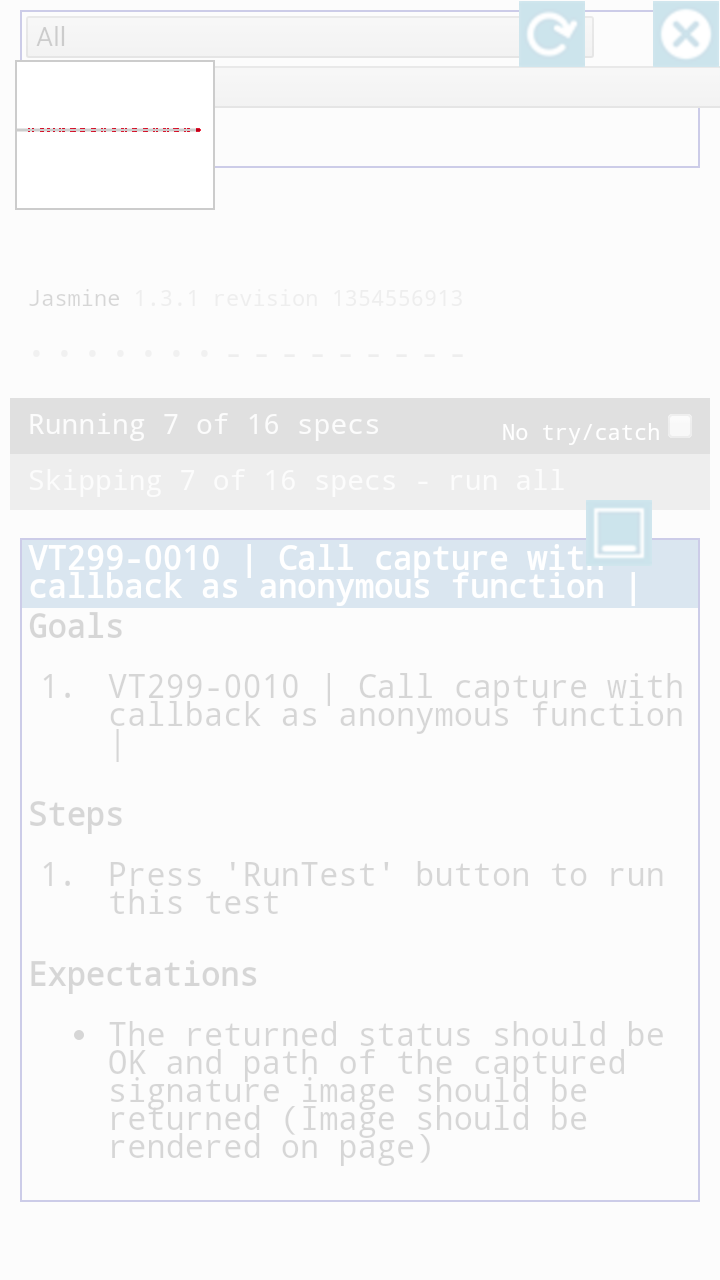 All
Jasmine 1.3.1 revision 1354556913
Running 7 of 16 specs
No try/catch
Skipping 7 of 16 specs - run all
VT299-0010 | Call capture with
callback as anonymous function |
Goals
1. VT299-0010 | Call capture with
callback as anonymous function
|
Steps
1. Press 'RunTest' button to run
this test
Expectations
• The returned status should be
OK and path of the captured
signature image should be
returned (Image should be
rendered on page)